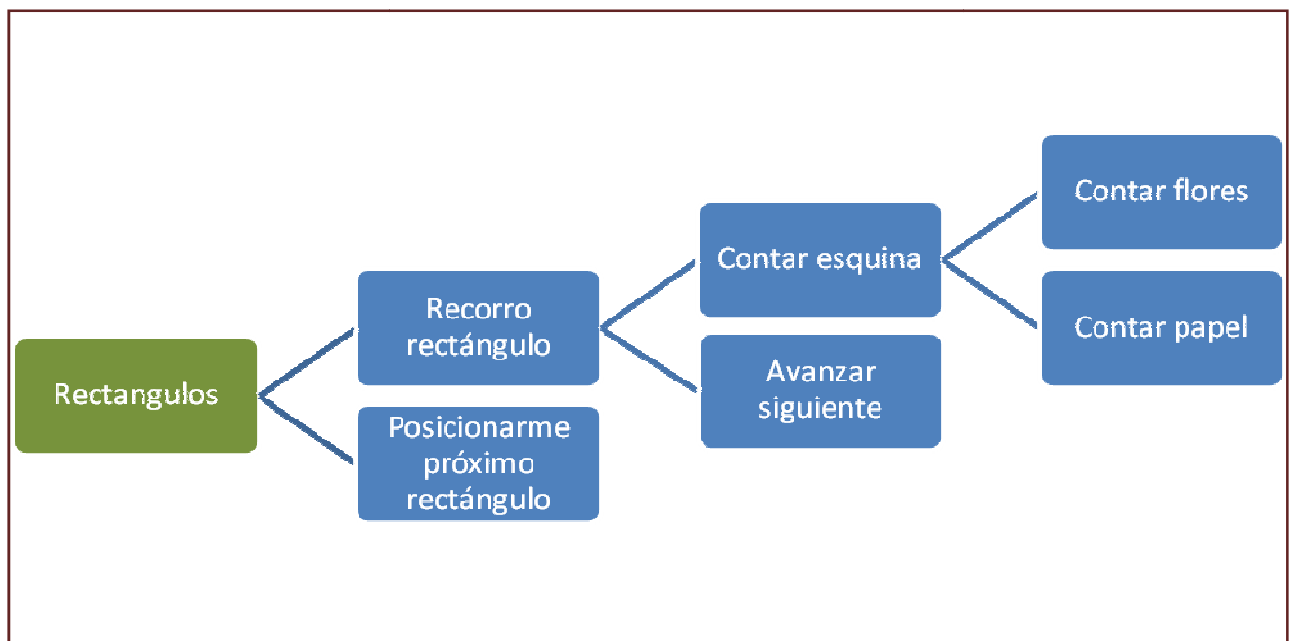 Rectangulos
Recorro
rectángulo
Posicionarme
próximo
rectángulo
Contar esquina
Avanzar
siguiente
Contar flores
Contar papel